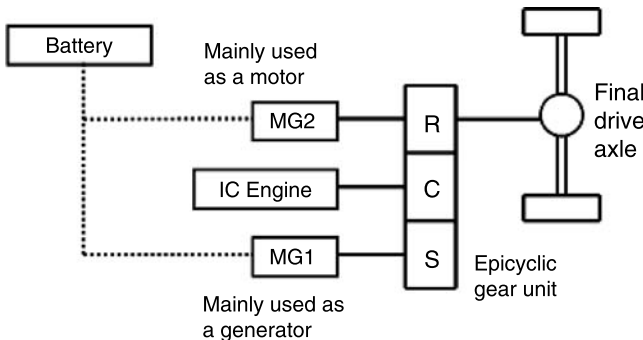 Battery
Mainly used
as a motor
MG2
R
Final
drive
axle
IC Engine
C
MG1
S
Epicyclic
gear unit
Mainly used as
a generator